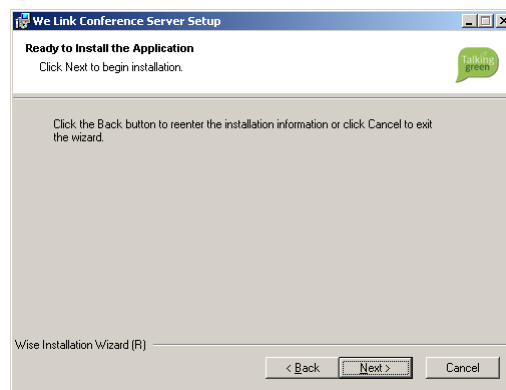 We Link Conference Server Setup
Ready to Install the Application
Click Next to begin installation.
Talking
green
Click the Back button to reenter the installation information or click Cancel to exit
the wizard.
Wise Installation Wizard (R)
< Back Next > Cancel